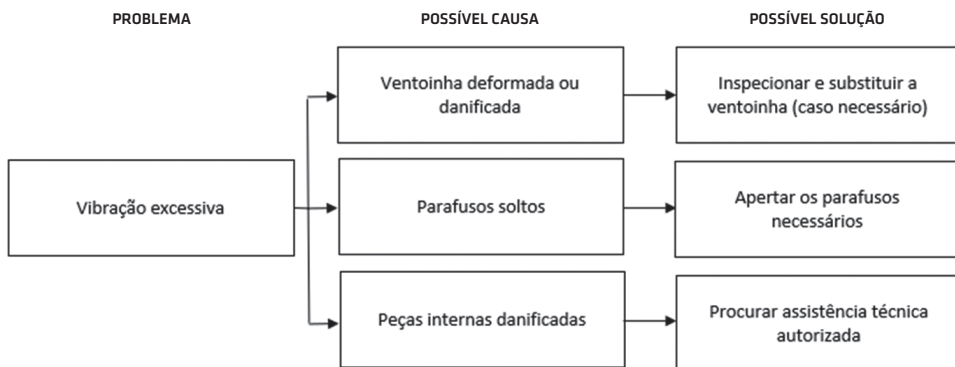 PROBLEMA
POSSÍVEL CAUSA
POSSÍVEL SOLUÇÃO
Ventoinha deformada ou
danificada
Inspecionar e substituir a
ventoinha (caso necessário)
Vibração excessiva
Parafusos soltos
Apertar os parafusos
necessários
Peças internas danificadas
Procurar assistência técnica
autorizada